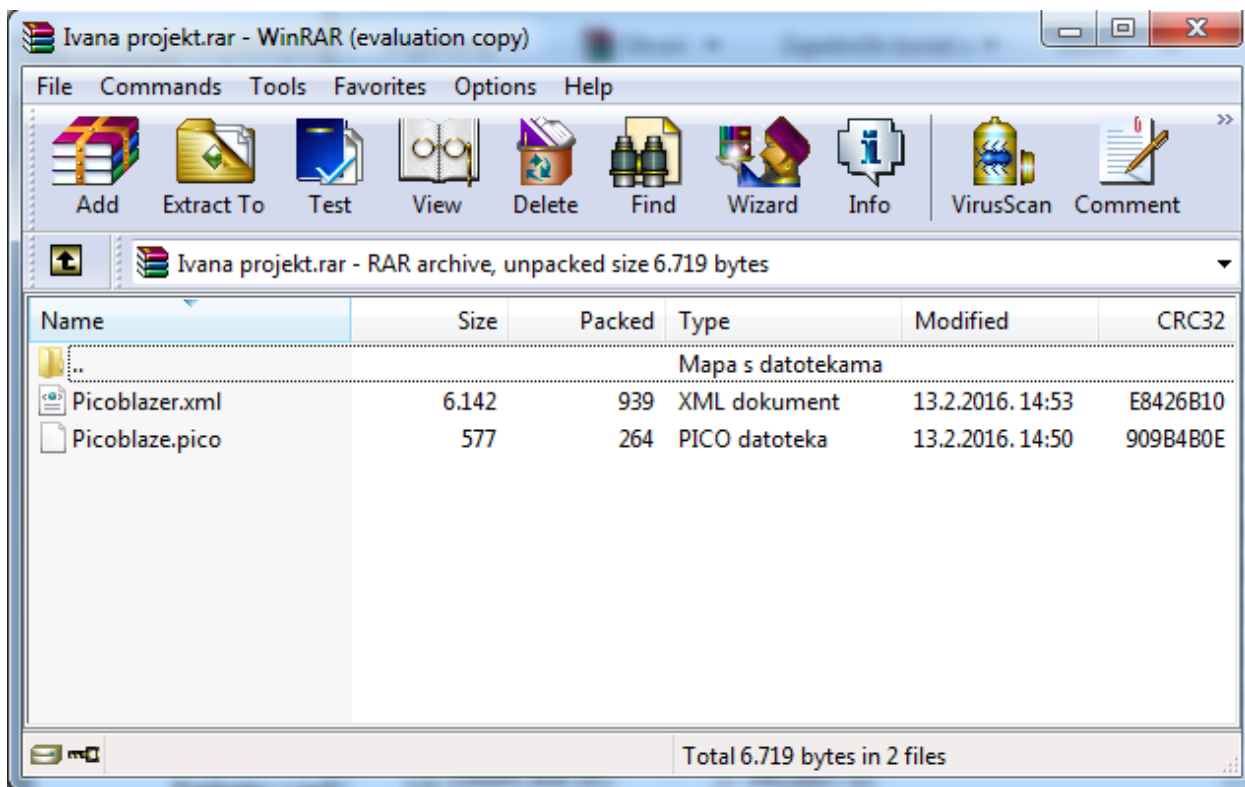 Ivana projekt.rar - WinRAR (evaluation copy)
File Commands Tools Favorites Options Help
Add Extract To Test View Delete Find Wizard Info VirusScan Comment
Ivana projekt.rar - RAR archive, unpacked size 6.719 bytes
Name Size Packed Type Modified CRC32
.. Mapa s datotekama
Picoblazer.xml 6.142 939 XML dokument 13.2.2016. 14:53 E8426B10
Picoblaze.pico 577 264 PICO datoteka 13.2.2016. 14:50 909B4B0E
Total 6.719 bytes in 2 files